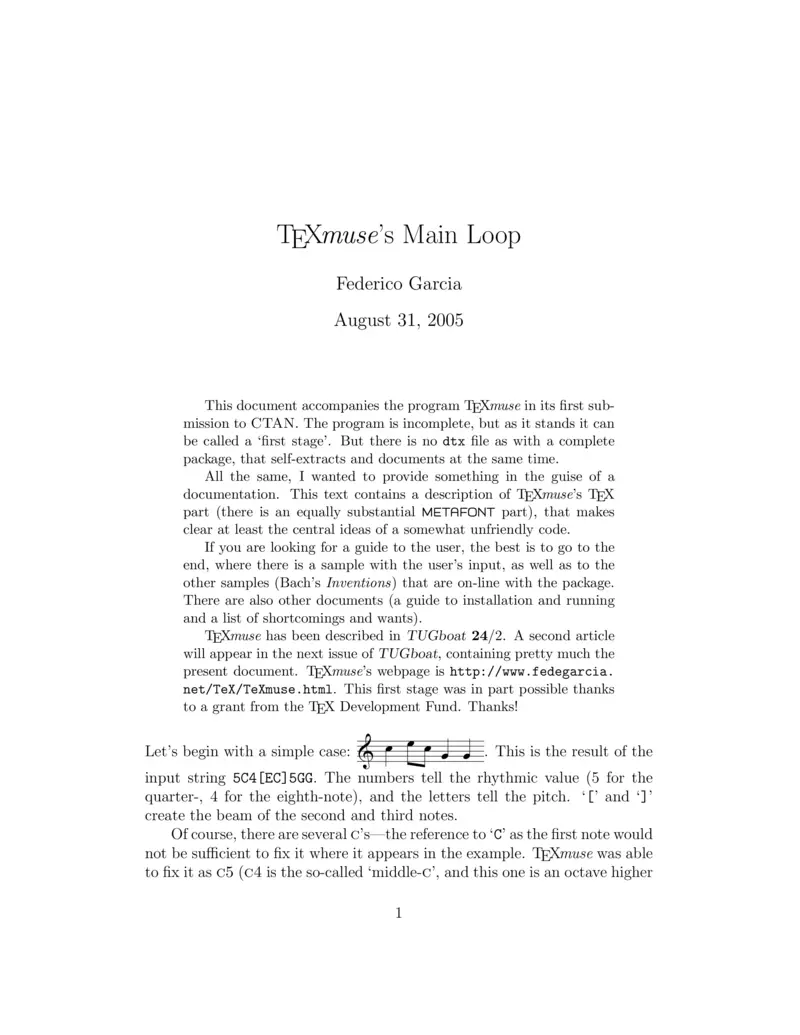 TEXmuse's Main Loop
Federico Garcia
August 31, 2005
This document accompanies the program TEXmuse in its first sub-
mission to CTAN. The program is incomplete, but as it stands it can
be called a ‘first stage’. But there is no dtx file as with a complete
package, that self-extracts and documents at the same time.
All the same, I wanted to provide something in the guise of a
documentation. This text contains a description of TEXmuse's TEX
part (there is an equally substantial METAFONT part), that makes
clear at least the central ideas of a somewhat unfriendly code.
If you are looking for a guide to the user, the best is to go to the
end, where there is a sample with the user's input, as well as to the
other samples (Bach's Inventions) that are on-line with the package.
There are also other documents (a guide to installation and running
and a list of shortcomings and wants).
TEXmuse has been described in TUGboat 24/2. A second article
will appear in the next issue of TUGboat, containing pretty much the
present document. TEXmuse's webpage is http://www.fedegarcia.
net/TeX/TeXmuse.html. This first stage was in part possible thanks
to a grant from the TEX Development Fund. Thanks!
Let's begin with a simple case: . This is the result of the
input string 5C4[EC]5GG. The numbers tell the rhythmic value (5 for the
quarter-, 4 for the eighth-note), and the letters tell the pitch. ‘[’ and ‘]’
create the beam of the second and third notes.
Of course, there are several C's—the reference to ‘C’ as the first note would
not be sufficient to fix it where it appears in the example. TEXmuse was able
to fix it as C5 (C4 is the so-called ‘middle-C’, and this one is an octave higher
1